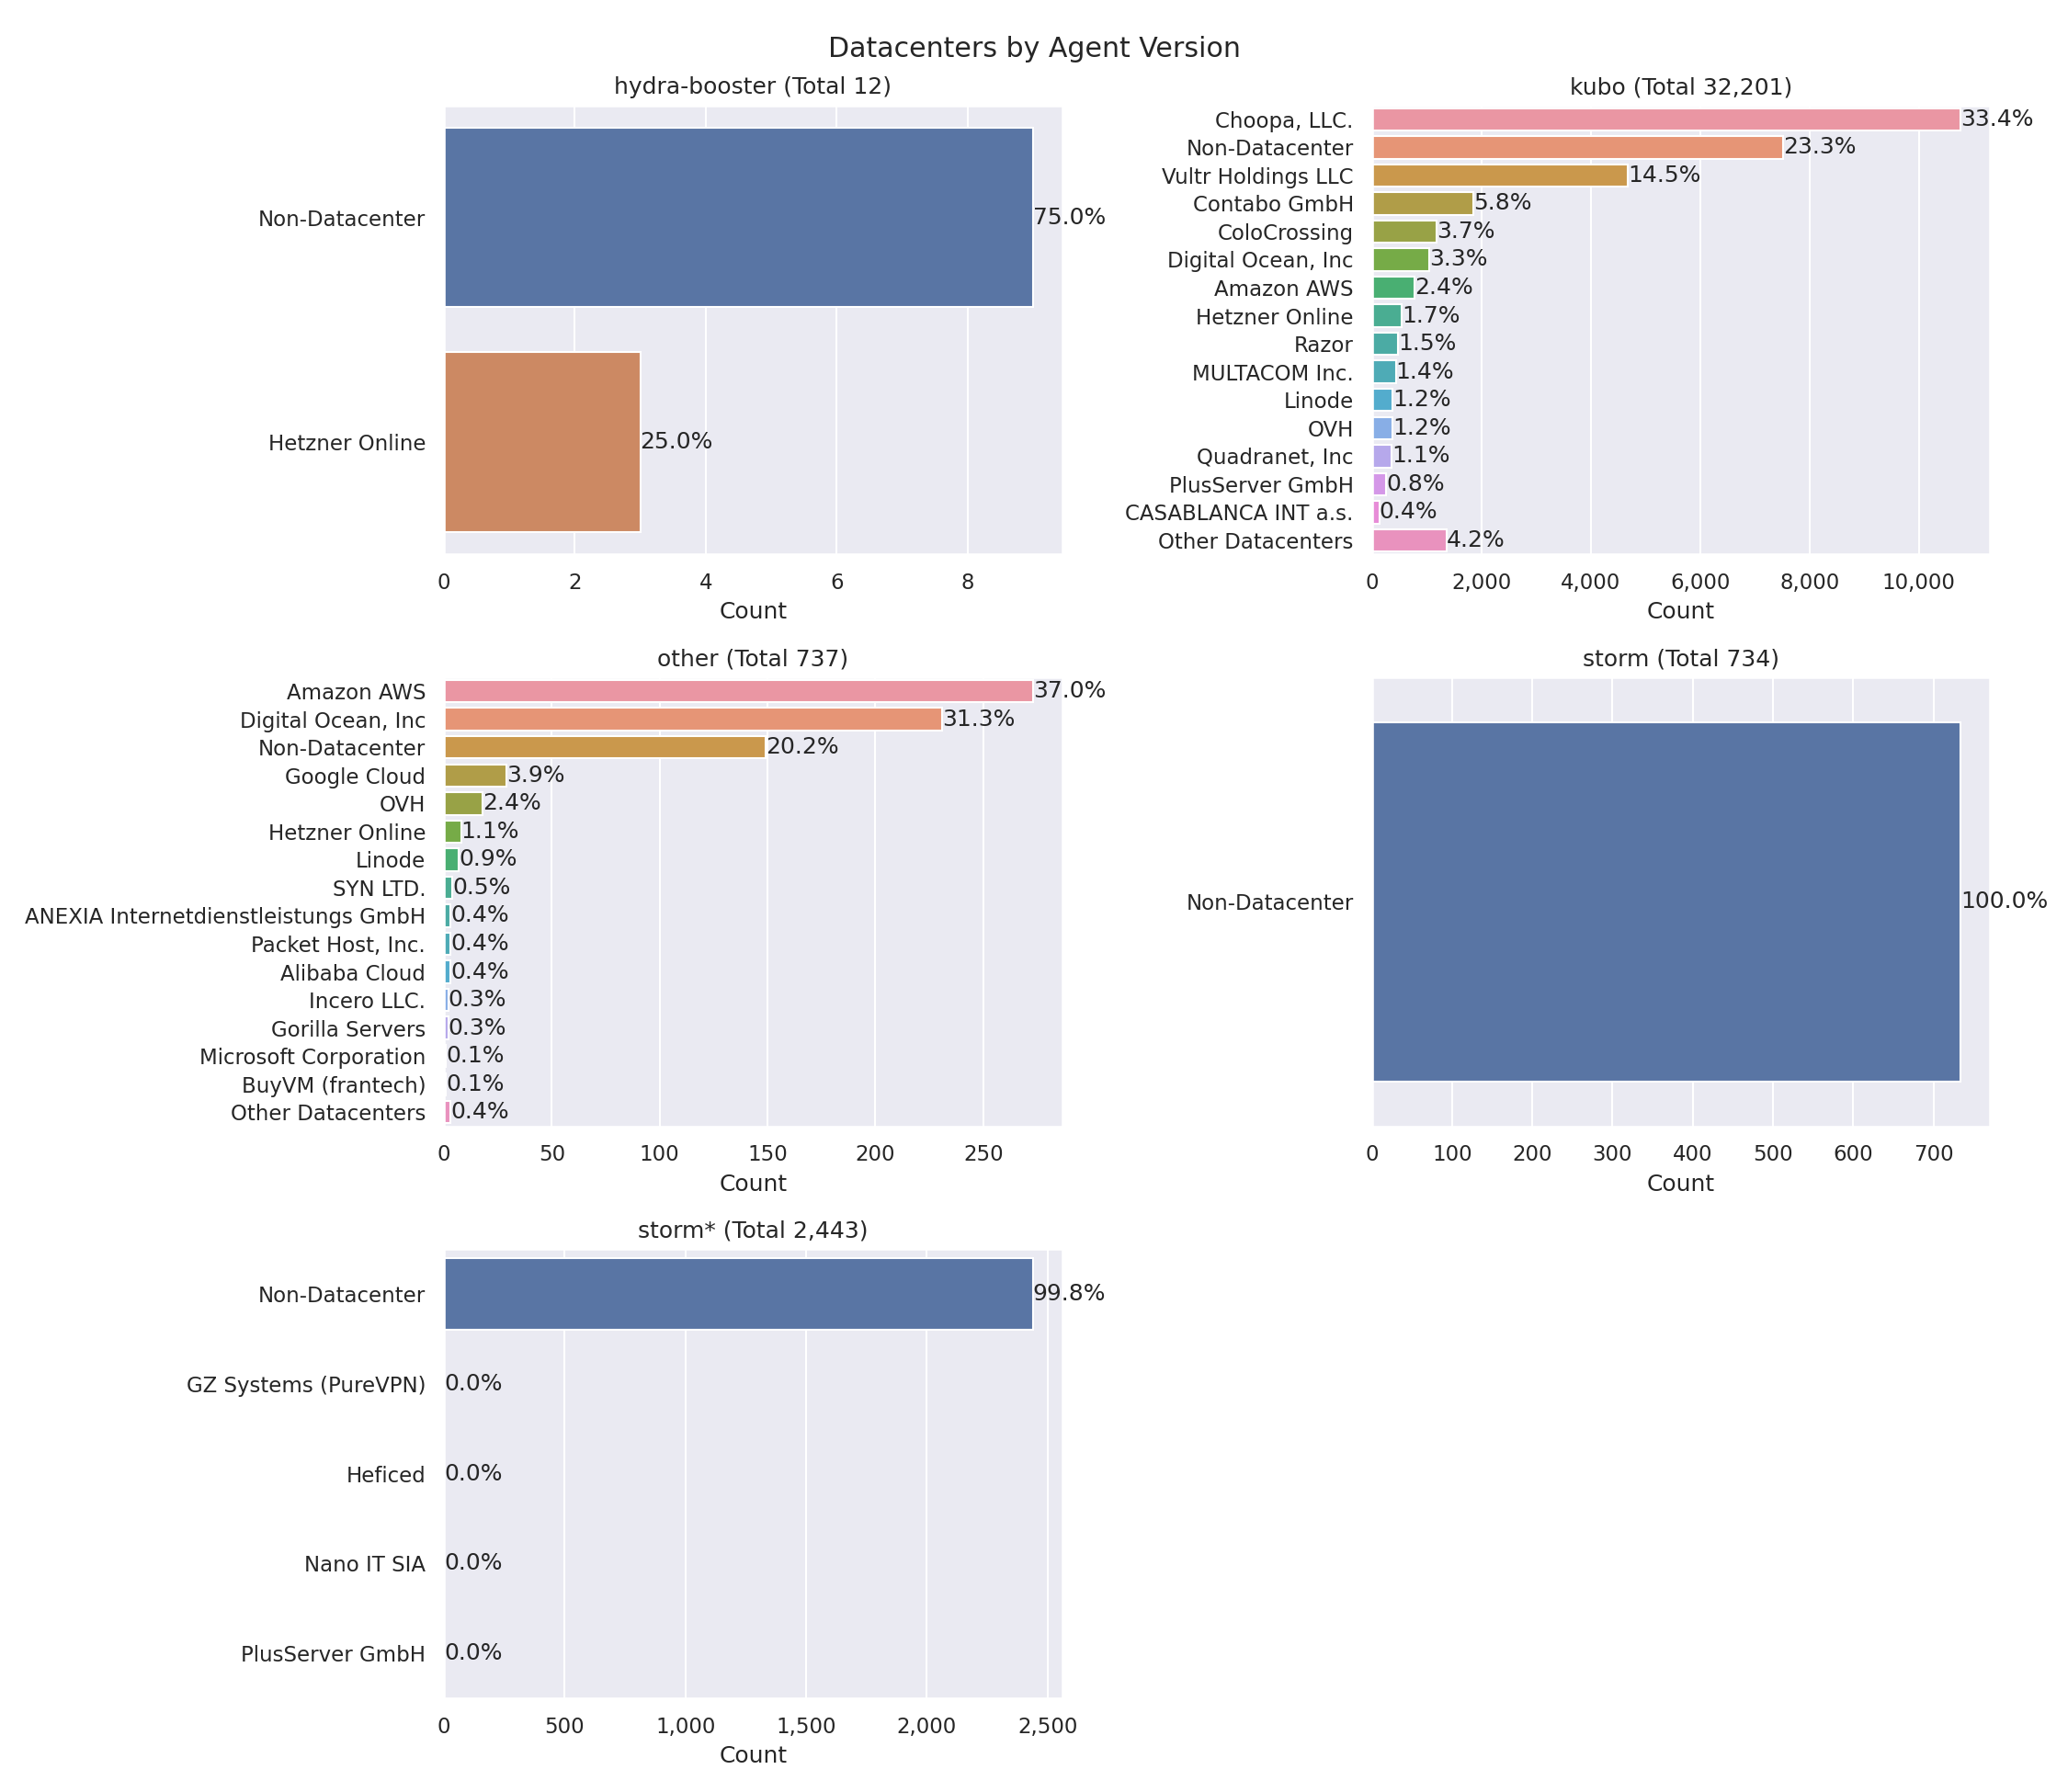 Datacenters by Agent Version
hydra-booster (Total 12)
Non-Datacenter
75.0%
Hetzner Online
25.0%
0 2 4 6 8
Count
kubo (Total 32,201)
Choopa, LLC. 33.4%
Non-Datacenter 23.3%
Vultr Holdings LLC 14.5%
Contabo GmbH 5.8%
ColoCrossing 3.7%
Digital Ocean, Inc 3.3%
Amazon AWS 2.4%
Hetzner Online 1.7%
Razor 1.5%
MULTACOM Inc. 1.4%
Linode 1.2%
OVH 1.2%
Quadranet, Inc 1.1%
PlusServer GmbH 0.8%
CASABLANCA INT a.s. 0.4%
Other Datacenters 4.2%
0 2,000 4,000 6,000 8,000 10,000
Count
other (Total 737)
Amazon AWS 37.0%
Digital Ocean, Inc 31.3%
Non-Datacenter 20.2%
Google Cloud 3.9%
OVH 2.4%
Hetzner Online 1.1%
Linode 0.9%
SYN LTD. 0.5%
ANEXIA Internetdienstleistungs GmbH 0.4%
Packet Host, Inc. 0.4%
Alibaba Cloud 0.4%
Incero LLC. 0.3%
Gorilla Servers 0.3%
Microsoft Corporation 0.1%
BuyVM (frantech) 0.1%
Other Datacenters 0.4%
0 50 100 150 200 250
Count
storm (Total 734)
Non-Datacenter 100.0%
0 100 200 300 400 500 600 700
Count
storm* (Total 2,443)
Non-Datacenter 99.8%
GZ Systems (PureVPN) 0.0%
Heficed 0.0%
Nano IT SIA 0.0%
PlusServer GmbH 0.0%
0 500 1,000 1,500 2,000 2,500
Count